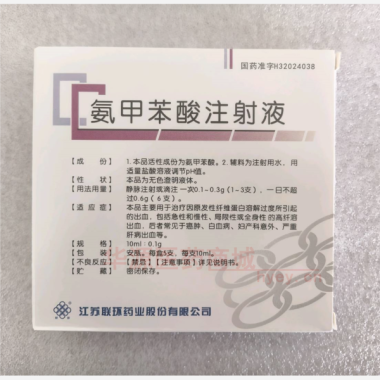 国药准字H32024038
氨甲苯酸注射液
【成 份】 1.本品活性成份为氨甲苯酸。2.辅料为注射用水、用
适量盐酸溶液调节pH值。
【性 状】 本品为无色澄明液体。
【用法用量】 静脉注射或滴注 一次0.1~0.3g(1~3支),一日不超
过0.6g(6支)。
【适 应 症】 本品主要用于治疗因原发性纤维蛋白溶解过度所引起
的出血，包括急性和慢性、局限性或全身性的高纤溶
出血，后者常见于癌肿、白血病、妇产科意外、严重
肝病出血等。
【规 格】 10ml：0.1g
【包 装】 安瓿，每盒5支，每支10ml。
【不良反应】【禁忌】【注意事项】详见说明书。
【贮 藏】 密闭保存。
江苏联环药业股份有限公司